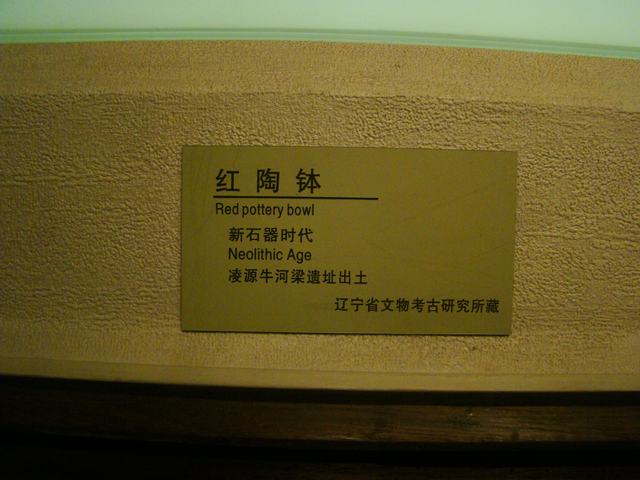 红陶钵
Red pottery bowl
新石器时代
Neolithic Age
凌源牛河梁遗址出土
辽宁省文物考古研究所藏